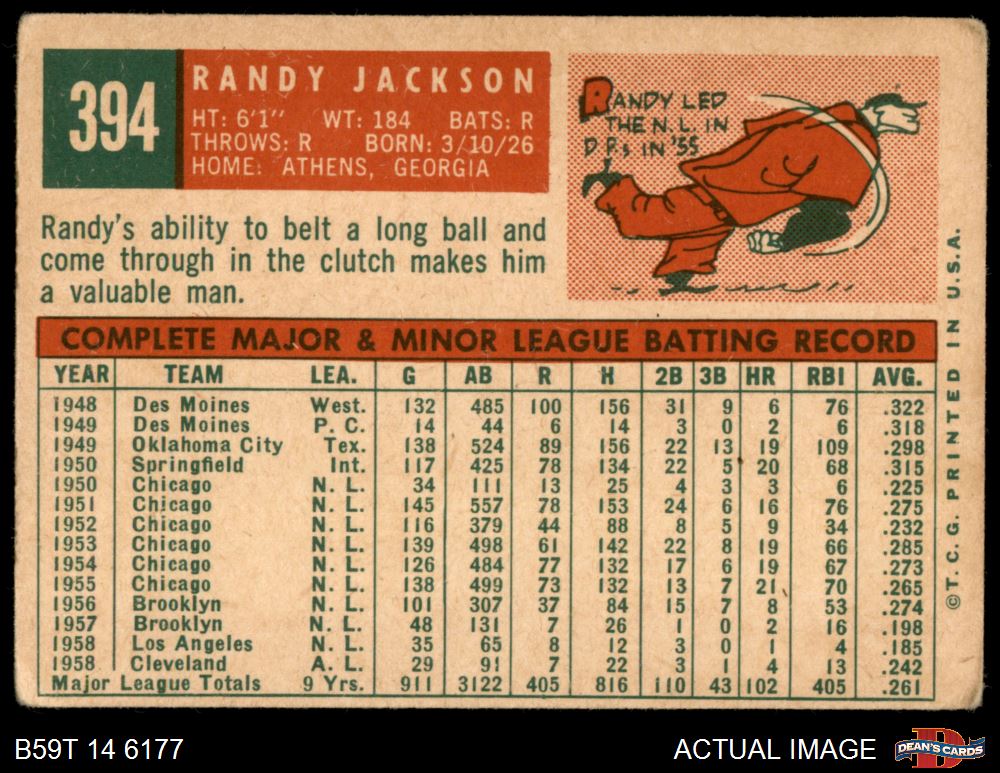 394
RANDY JACKSON
HT: 6'1" WT: 184 BATS: R
THROWS: R BORN: 3/10/26
HOME: ATHENS, GEORGIA
RANDY LED
THE N.L. IN
D.P.s IN '55
Randy's ability to belt a long ball and
come through in the clutch makes him
a valuable man.
COMPLETE MAJOR & MINOR LEAGUE BATTING RECORD
YEAR TEAM LEA. G AB R H 2B 3B HR RBI AVG.
1948 Des Moines West. 132 485 100 156 31 9 6 76 .322
1949 Des Moines P. C. 14 44 6 14 3 0 2 6 .318
1949 Oklahoma City Tex. 138 524 89 156 22 13 19 109 .298
1950 Springfield Int. 117 425 78 134 22 5 20 68 .315
1950 Chicago N. L. 34 111 13 25 4 3 3 6 .225
1951 Chicago N. L. 145 557 78 153 24 6 16 76 .275
1952 Chicago N. L. 116 379 44 88 8 5 9 34 .232
1953 Chicago N. L. 139 498 61 142 22 8 19 66 .285
1954 Chicago N. L. 126 484 77 132 17 6 19 67 .273
1955 Chicago N. L. 138 499 73 132 13 7 21 70 .265
1956 Brooklyn N. L. 101 307 37 84 15 7 8 53 .274
1957 Brooklyn N. L. 48 131 7 26 1 0 2 16 .198
1958 Los Angeles N. L. 35 65 8 12 3 0 1 4 .185
1958 Cleveland A. L. 29 91 7 22 3 1 4 13 .242
Major League Totals 9 Yrs. 911 3122 405 816 110 43 102 405 .261
©T.C.G. PRINTED IN U.S.A.
B59T 14 6177
ACTUAL IMAGE
DEAN'S CARDS